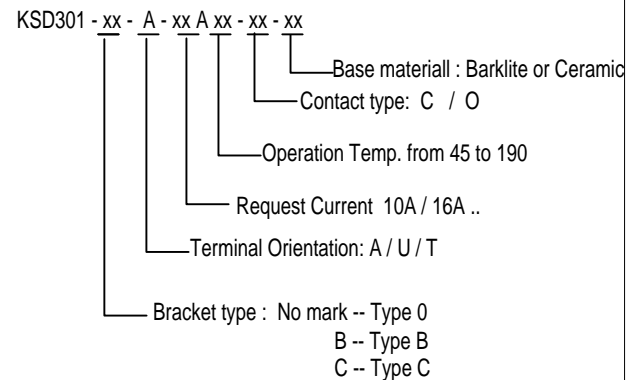 KSD301 - xx - A - xx A xx - xx - xx
Base materiall : Barklite or Ceramic
Contact type: C / O
Operation Temp. from 45 to 190
Request Current 10A / 16A ..
Terminal Orientation: A / U / T
Bracket type : No mark -- Type 0
B -- Type B
C -- Type C